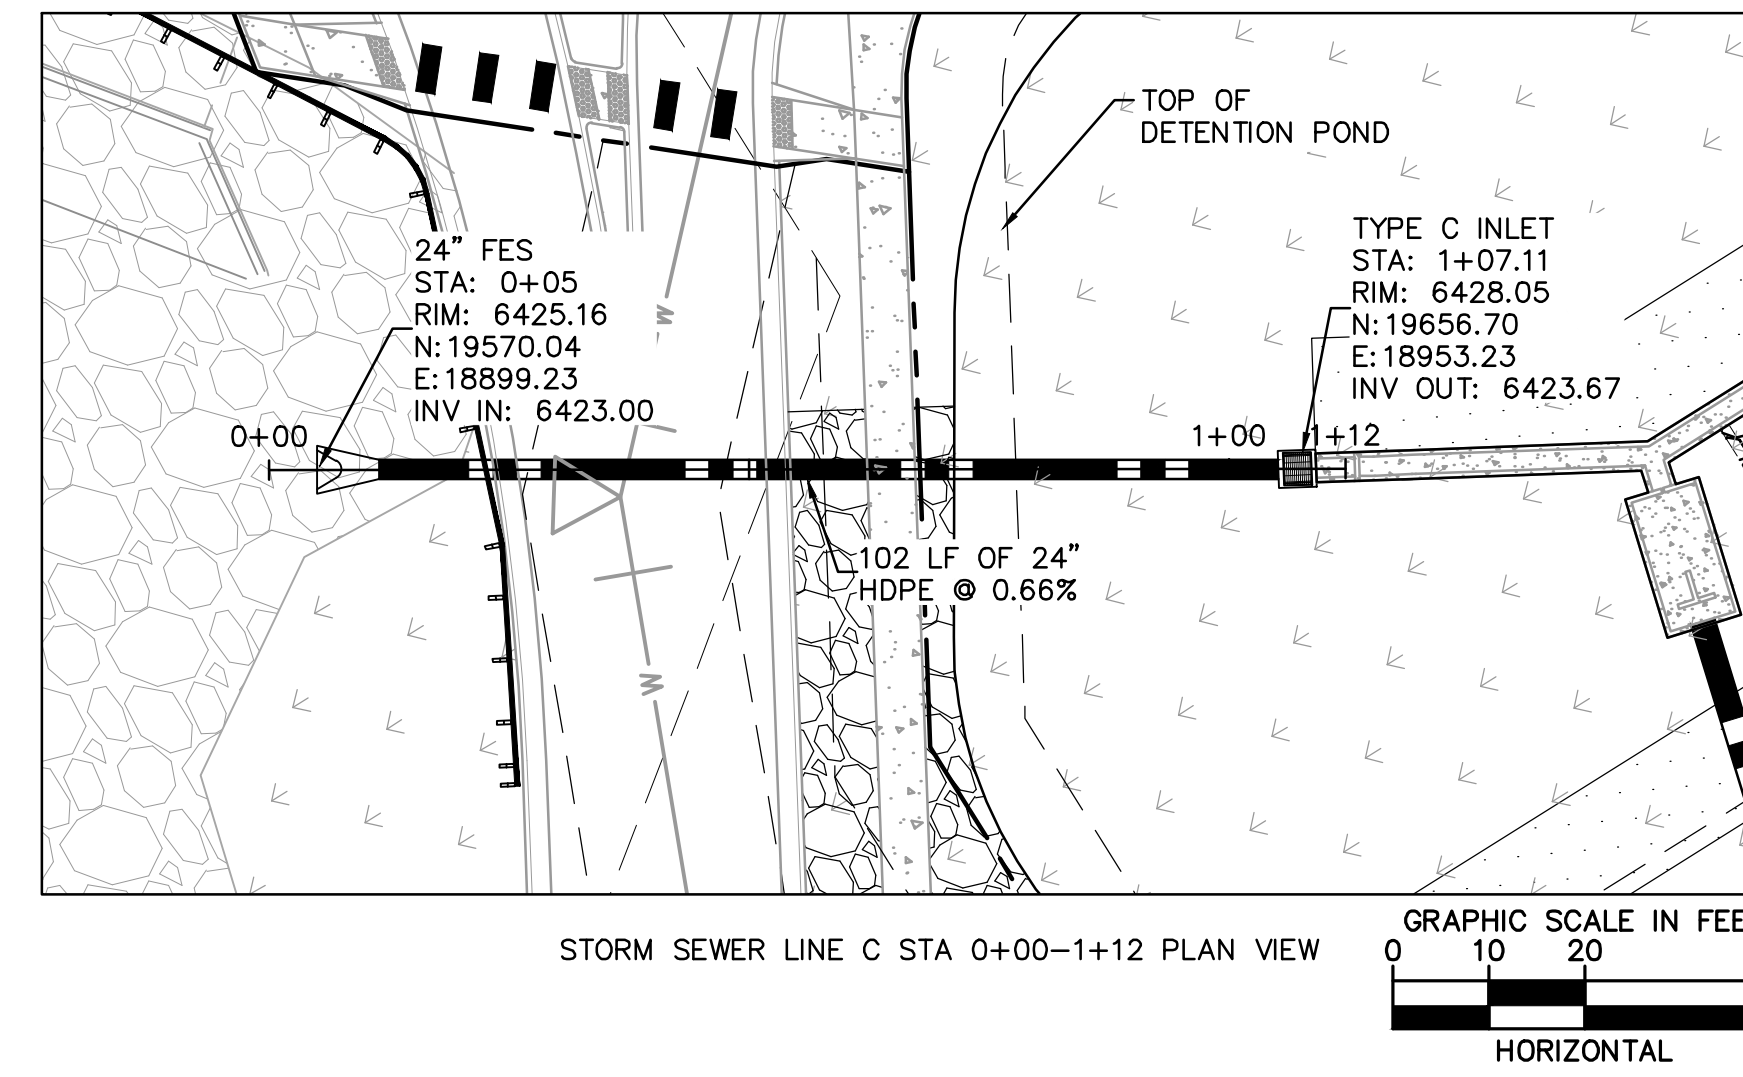 TOP OF
DETENTION POND
24” FES
STA: 0+05
RIM: 6425.16
N:19570.04
E:18899.23
INV IN: 6423.00
TYPE C INLET
STA: 1+07.11
RIM: 6428.05
N:19656.70
E:18953.23
INV OUT: 6423.67
W
0+00
1+00
1+12
102 LF OF 24”
HDPE @ 0.66%
W
STORM SEWER LINE C STA 0+00-1+12 PLAN VIEW
GRAPHIC SCALE IN FEE
0 10 20
HORIZONTAL